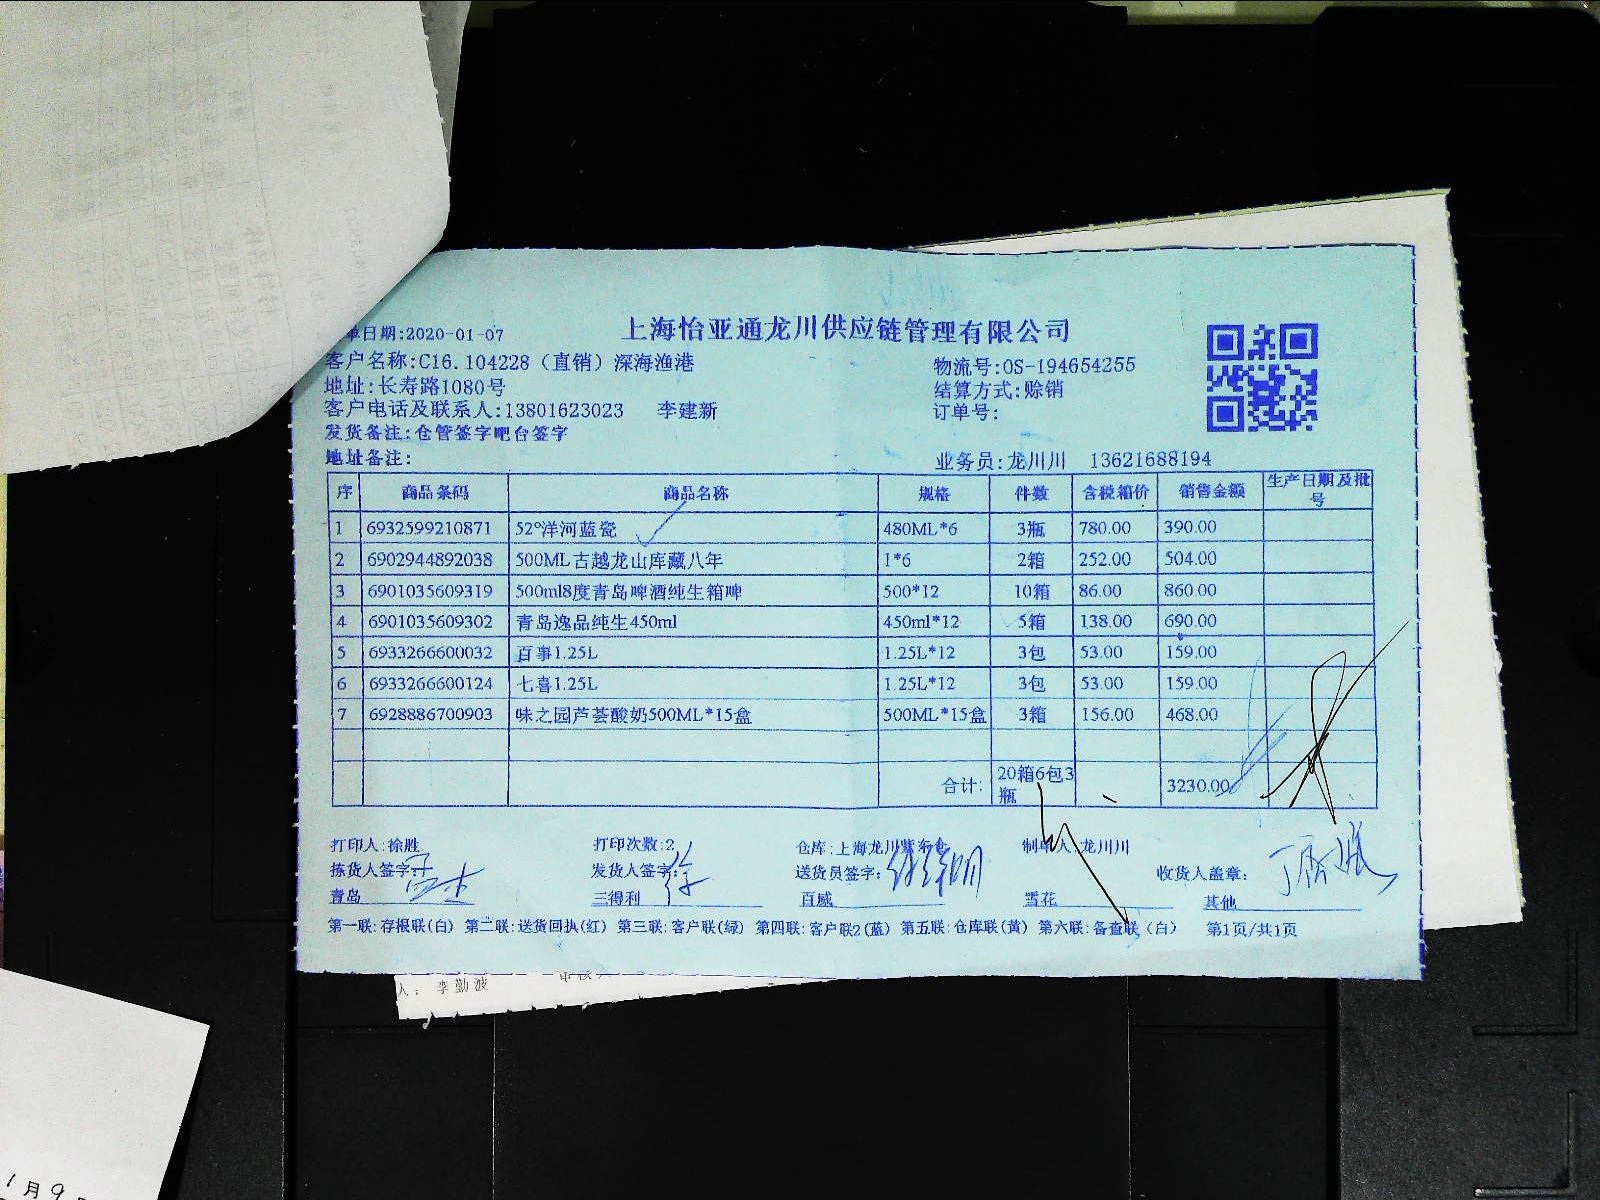 单日期:2020-01-07
上海怡亚通龙川供应链管理有限公司
客户名称:C16.104228（直销）深海渔港
物流号:OS-194654255
地址:长寿路1080号
结算方式:赊销
客户电话及联系人:13801623023 李建新
订单号:
发货备注:仓管签字吧台签字
地址备注:
业务员:龙川川 13621688194
序 商品条码 商品名称 规格 件数 含税箱价 销售金额 生产日期及批号
1 6932599210871 52°洋河蓝瓷 480ML*6 3瓶 780.00 390.00
2 6902944892038 500ML古越龙山库藏八年 1*6 2箱 252.00 504.00
3 6901035609319 500ml8度青岛啤酒纯生箱啤 500*12 10箱 86.00 860.00
4 6901035609302 青岛逸品纯生450ml 450ml*12 5箱 138.00 690.00
5 6933266600032 百事1.25L 1.25L*12 3包 53.00 159.00
6 6933266600124 七喜1.25L 1.25L*12 3包 53.00 159.00
7 6928886700903 味之园芦荟酸奶500ML*15盒 500ML*15盒 3箱 156.00 468.00
合计: 20箱6包3瓶 3230.00
打印人:徐胜 打印次数:2 仓库:上海龙川 制单人:龙川川
拣货人签字: 发货人签字: 送货员签字: 收货人盖章:
青岛 三得利 百威 雪花 其他
第一联:存根联(白) 第二联:送货回执(红) 第三联:客户联(绿) 第四联:客户联2(蓝) 第五联:仓库联(黄) 第六联:备查联（白） 第1页/共1页
人: 李勤波
1月9